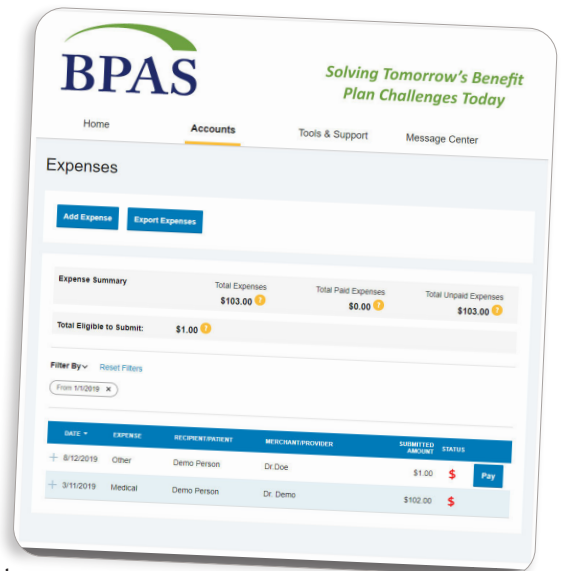 BPAS
Solving Tomorrow's Benefit
Plan Challenges Today
Home Accounts Tools & Support Message Center
Expenses
Add Expense Export Expenses
Expense Summary Total Expenses Total Paid Expenses Total Unpaid Expenses
$103.00 ? $0.00 ? $103.00 ?
Total Eligible to Submit: $1.00 ?
Filter By Reset Filters
From 1/1/2019 ×
DATE EXPENSE RECIPIENT/PATIENT MERCHANT/PROVIDER SUBMITTED AMOUNT STATUS
+ 8/12/2019 Other Demo Person Dr.Doe $1.00 $ Pay
+ 3/11/2019 Medical Demo Person Dr. Demo $102.00 $